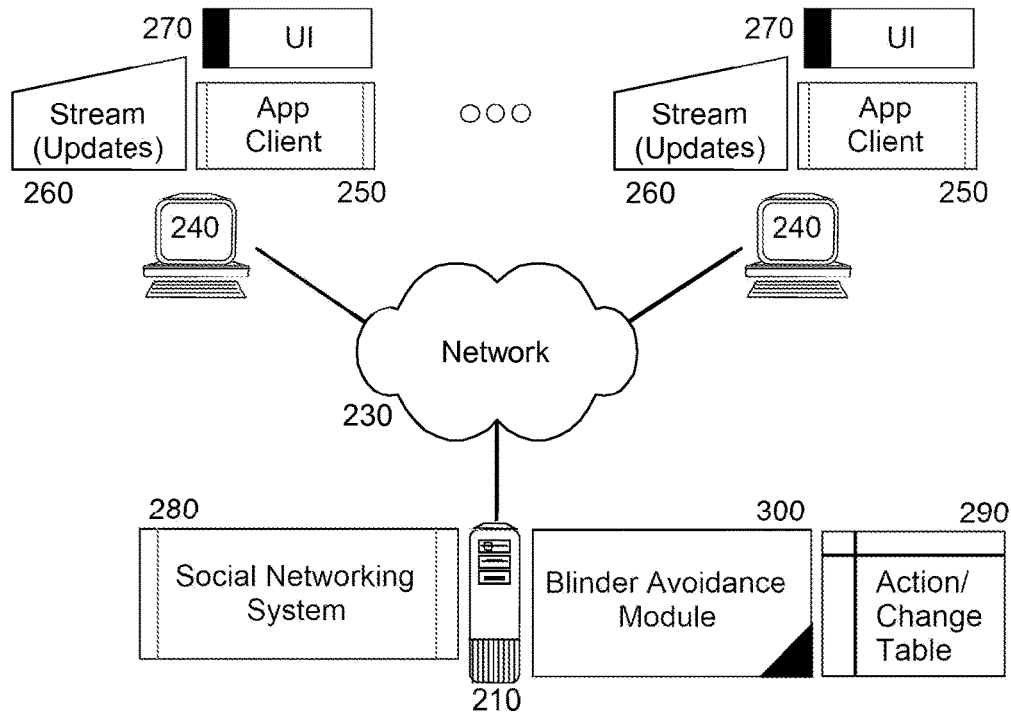 270
UI
270
UI
Stream
(Updates)
App
Client
Stream
(Updates)
App
Client
260
250
260
250
240
240
Network
230
280
300
290
Social Networking
System
Blinder Avoidance
Module
Action/
Change
Table
210